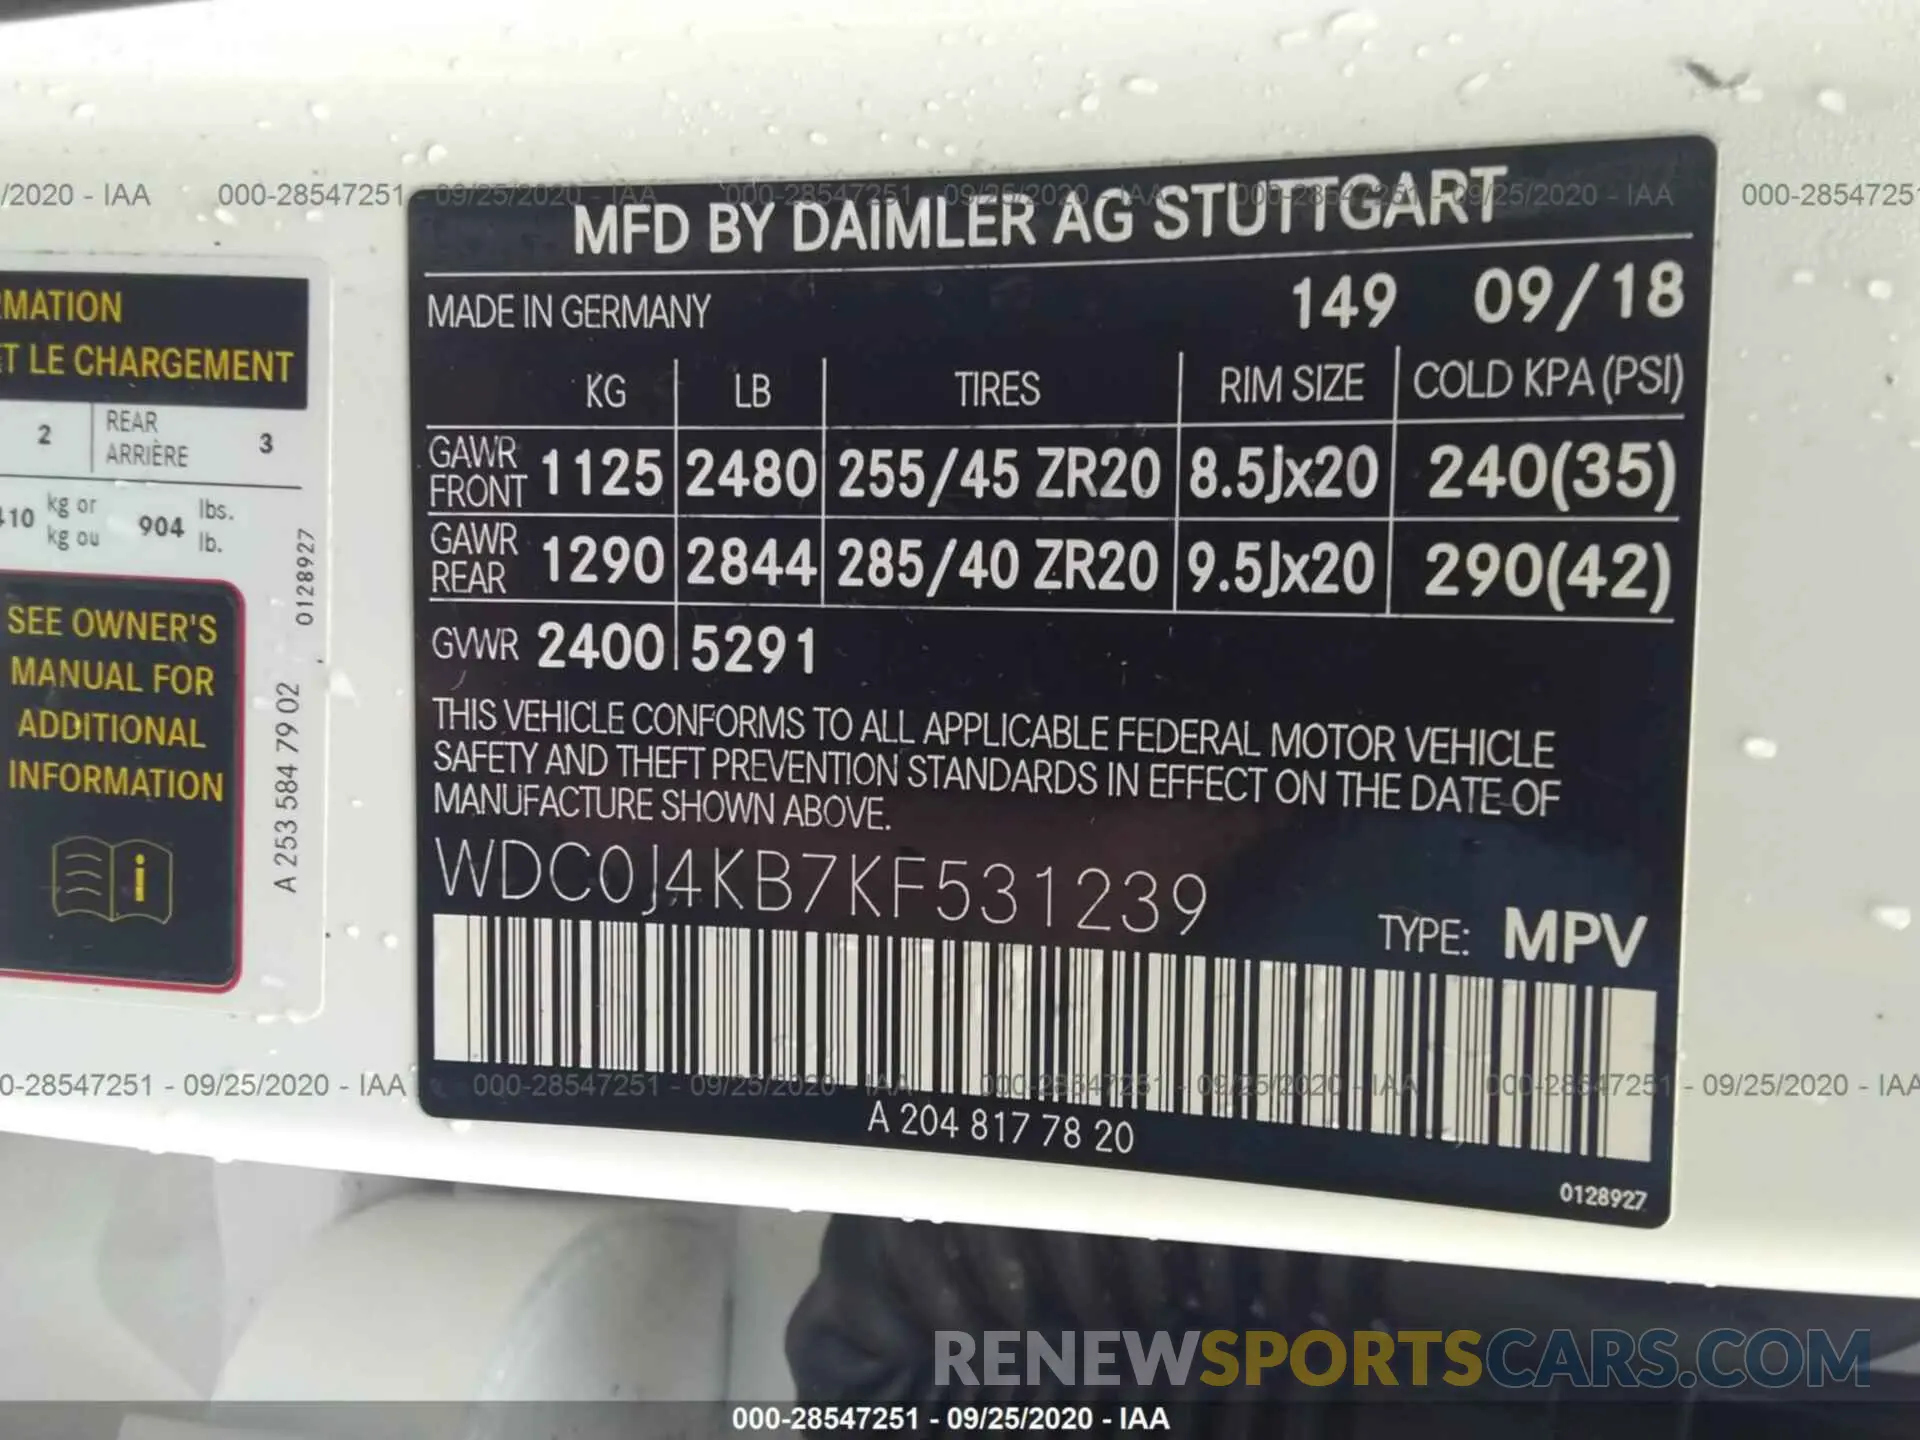 /2020 - IAA 000-28547251 - 09/25/2020 - IAA 000-28547251 - 09/25/2020 - IAA 000-28547251 - 09/25/2020 - IAA 000-2854725
MATION
ET LE CHARGEMENT
2 REAR ARRIÈRE 3
410 kg or kg ou 904 lbs. lb.
SEE OWNER'S
MANUAL FOR
ADDITIONAL
INFORMATION
i
A 253 584 79 02 0128927
MFD BY DAIMLER AG STUTTGART
MADE IN GERMANY 149 09/18
KG LB TIRES RIM SIZE COLD KPA (PSI)
GAWR FRONT 1125 2480 255/45 ZR20 8.5Jx20 240(35)
GAWR REAR 1290 2844 285/40 ZR20 9.5Jx20 290(42)
GVWR 2400 5291
THIS VEHICLE CONFORMS TO ALL APPLICABLE FEDERAL MOTOR VEHICLE
SAFETY AND THEFT PREVENTION STANDARDS IN EFFECT ON THE DATE OF
MANUFACTURE SHOWN ABOVE.
WDC0J4KB7KF531239
TYPE: MPV
0-28547251 - 09/25/2020 - IAA 000-28547251 - 09/25/2020 - IAA 000-28547251 - 09/25/2020 - IAA 000-28547251 - 09/25/2020 - IAA
A 204 817 78 20
0128927
RENEWSPORTSCARS.COM
000-28547251 - 09/25/2020 - IAA